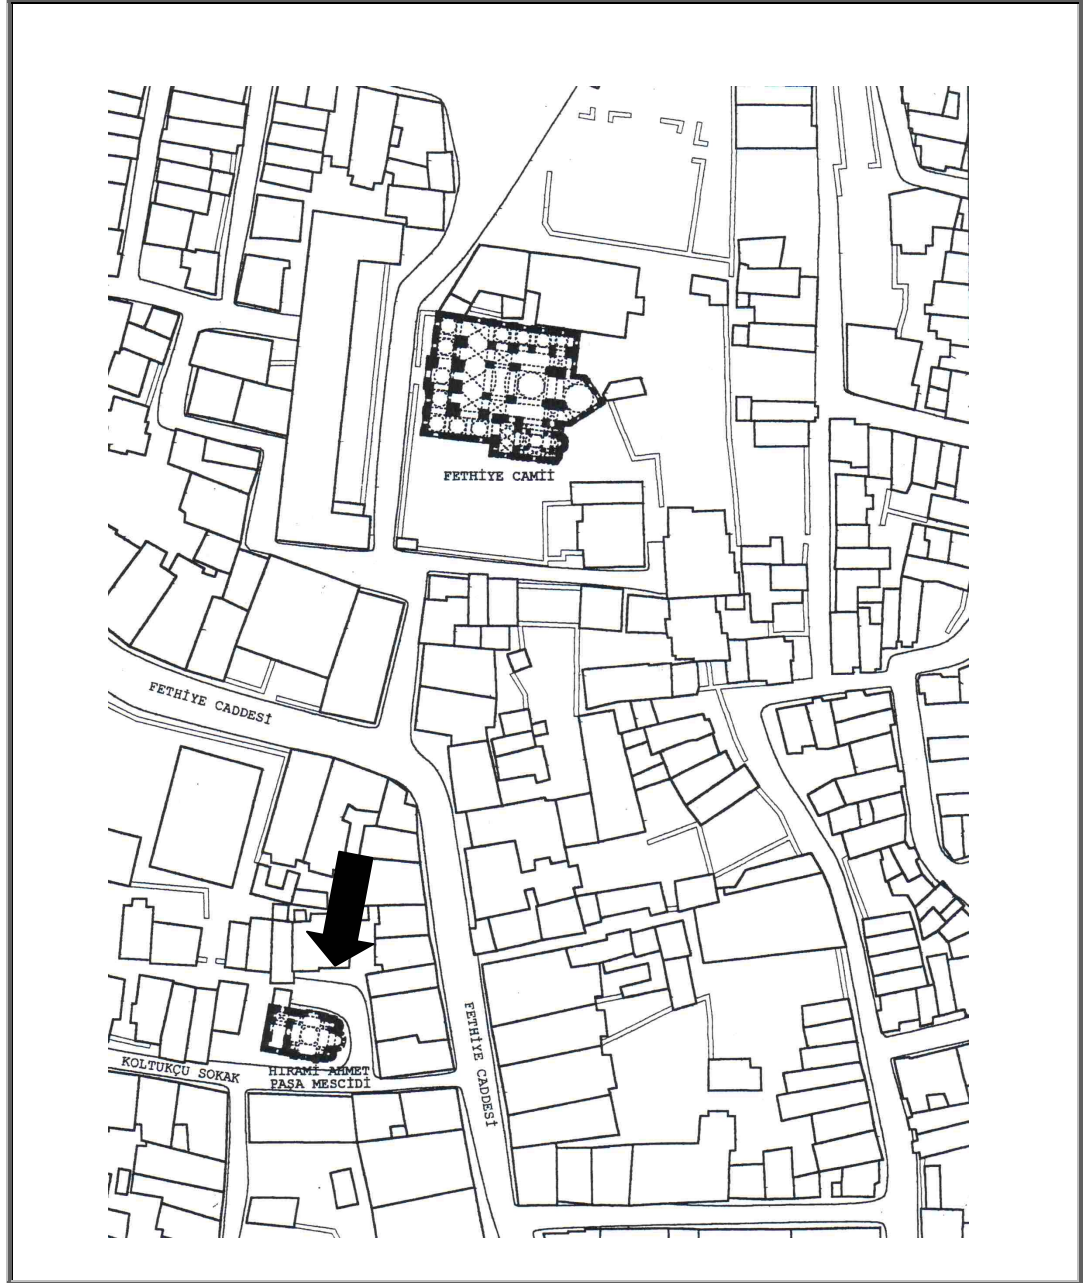 FETHİYE CAMİİ
FETHİYE CADDESİ
FETHİYE CADDESİ
KOLTUKÇU SOKAK
HIRAMİ AHMET
PAŞA MESCİDİ